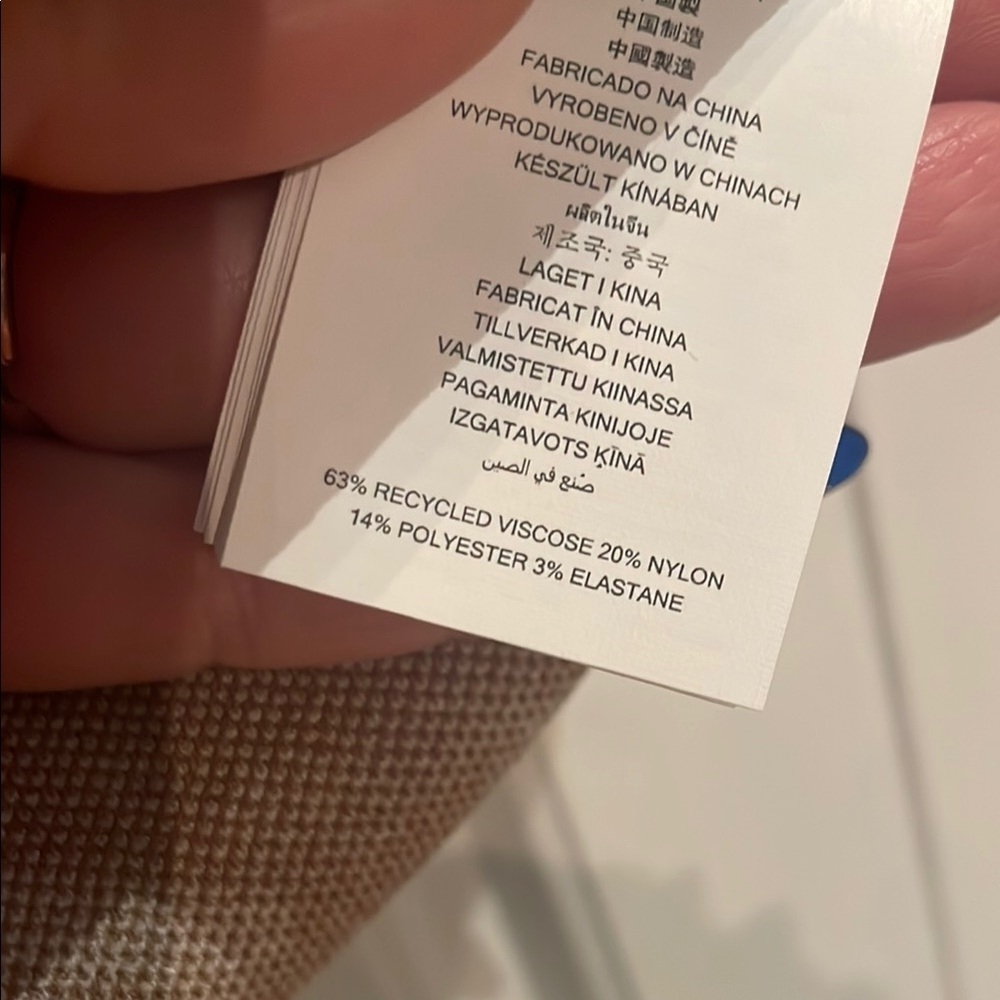 中国制造
中國製造
FABRICADO NA CHINA
VYROBENO V ČÍNĚ
WYPRODUKOWANO W CHINACH
KÉSZÜLT KÍNÁBAN
ผลิตในจีน
제조국: 중국
LAGET I KINA
FABRICAT ÎN CHINA
TILLVERKAD I KINA
VALMISTETTU KIINASSA
PAGAMINTA KINIJOJE
IZGATAVOTS ĶĪNĀ
صُنع في الصين
63% RECYCLED VISCOSE 20% NYLON
14% POLYESTER 3% ELASTANE